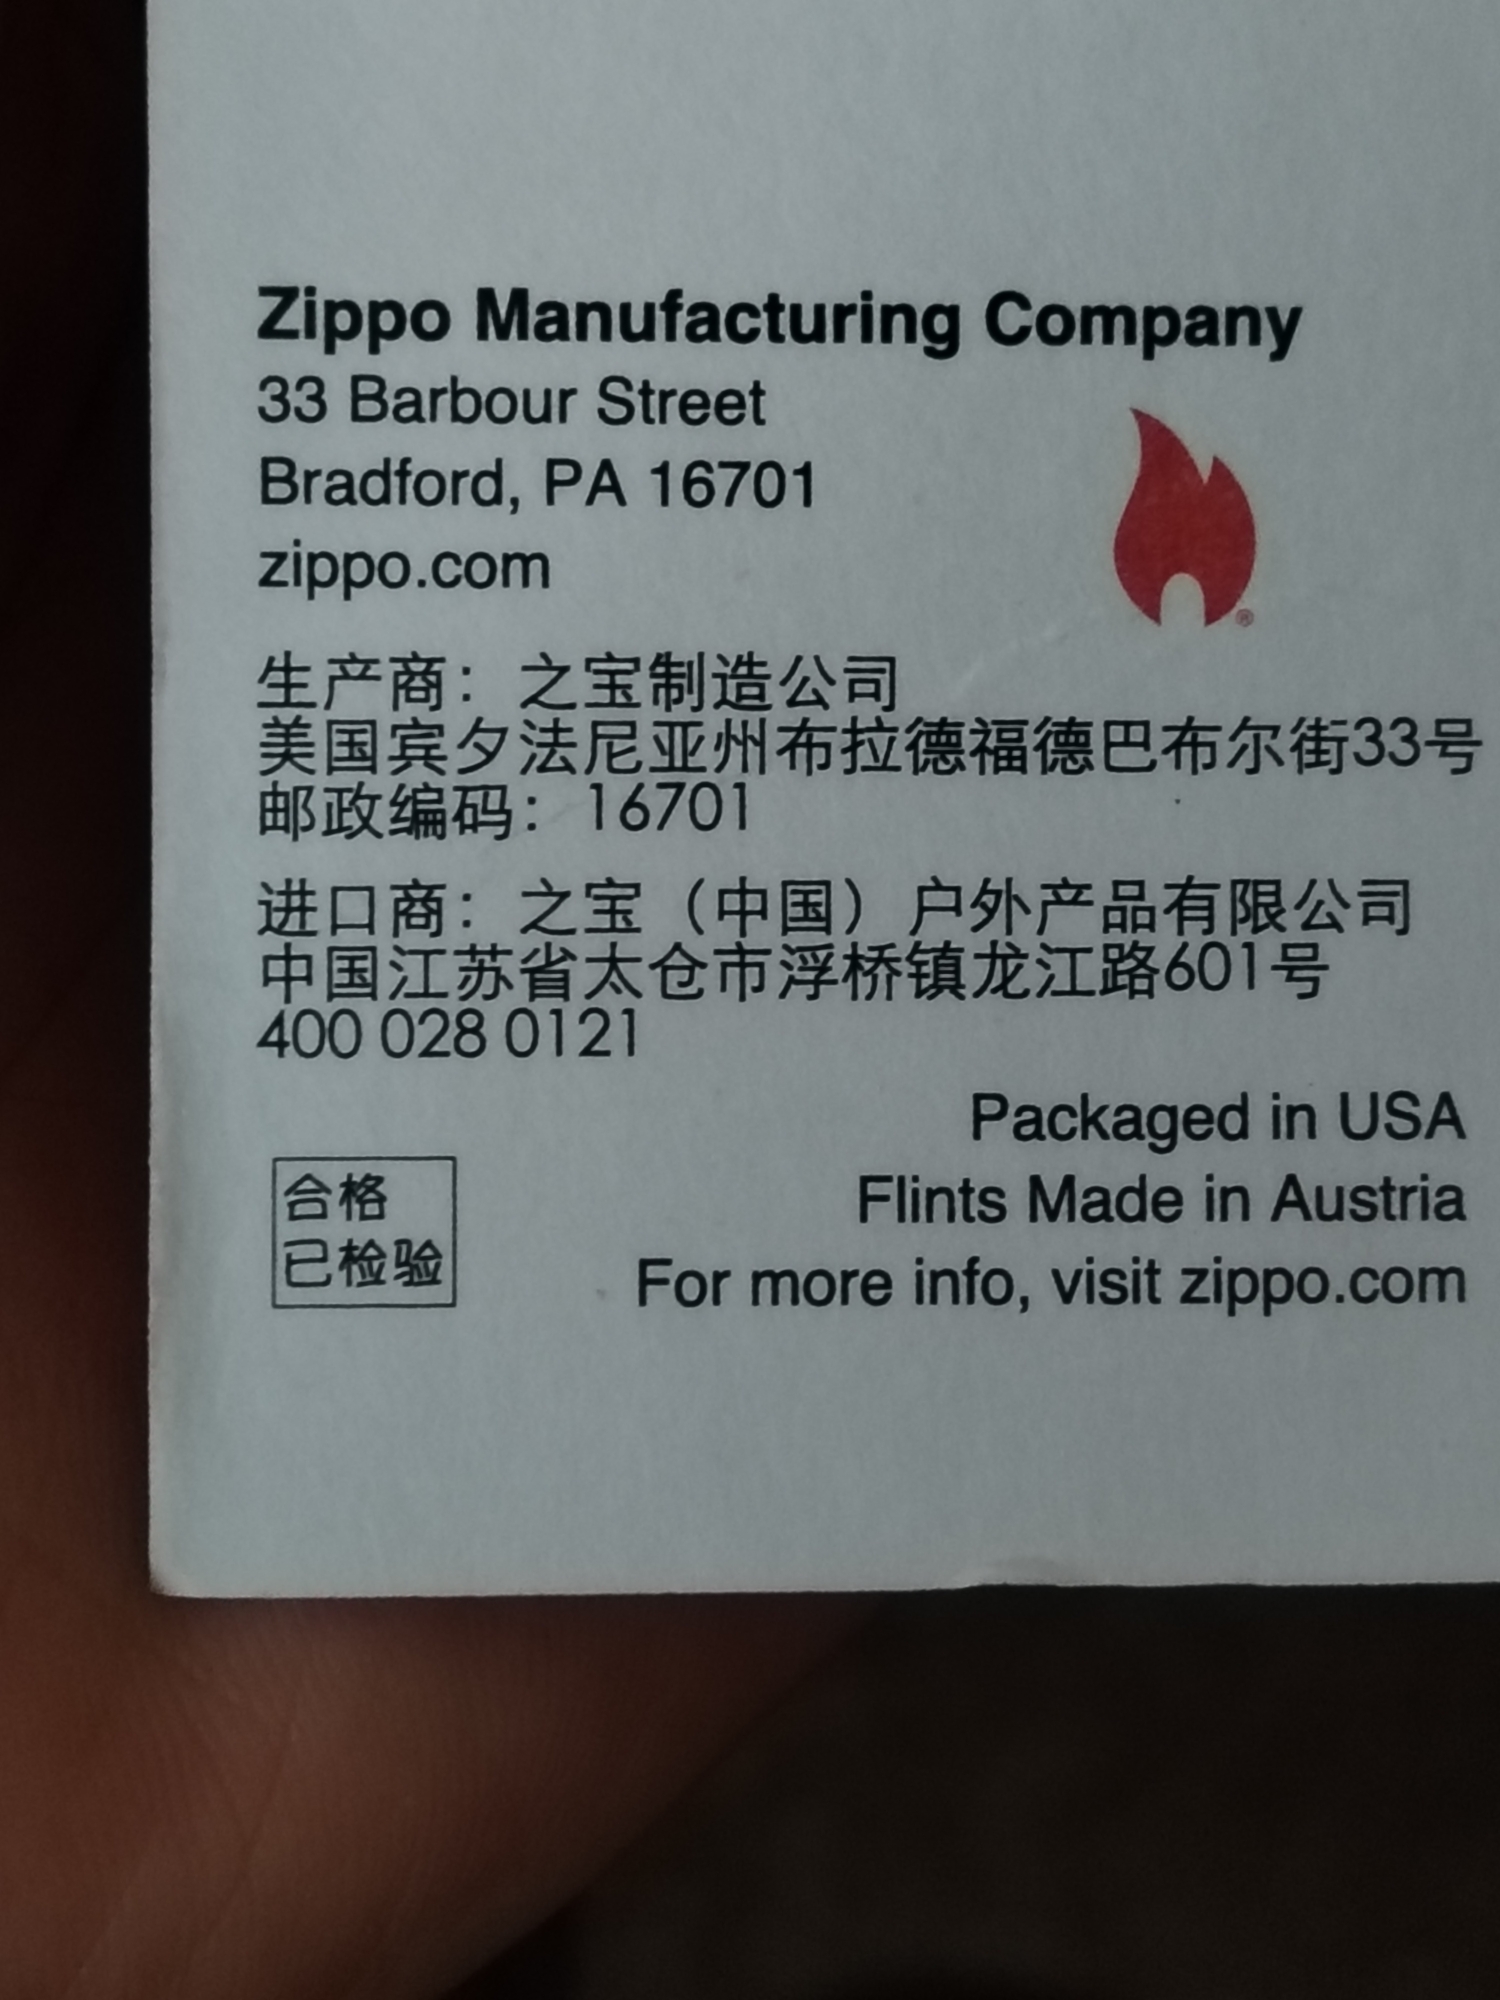 Zippo Manufacturing Company
33 Barbour Street
Bradford, PA 16701
zippo.com
生产商：之宝制造公司
美国宾夕法尼亚州布拉德福德巴布尔街33号
邮政编码：16701
进口商：之宝（中国）户外产品有限公司
中国江苏省太仓市浮桥镇龙江路601号
400 028 0121
Packaged in USA
Flints Made in Austria
For more info, visit zippo.com
合格
已检验
®